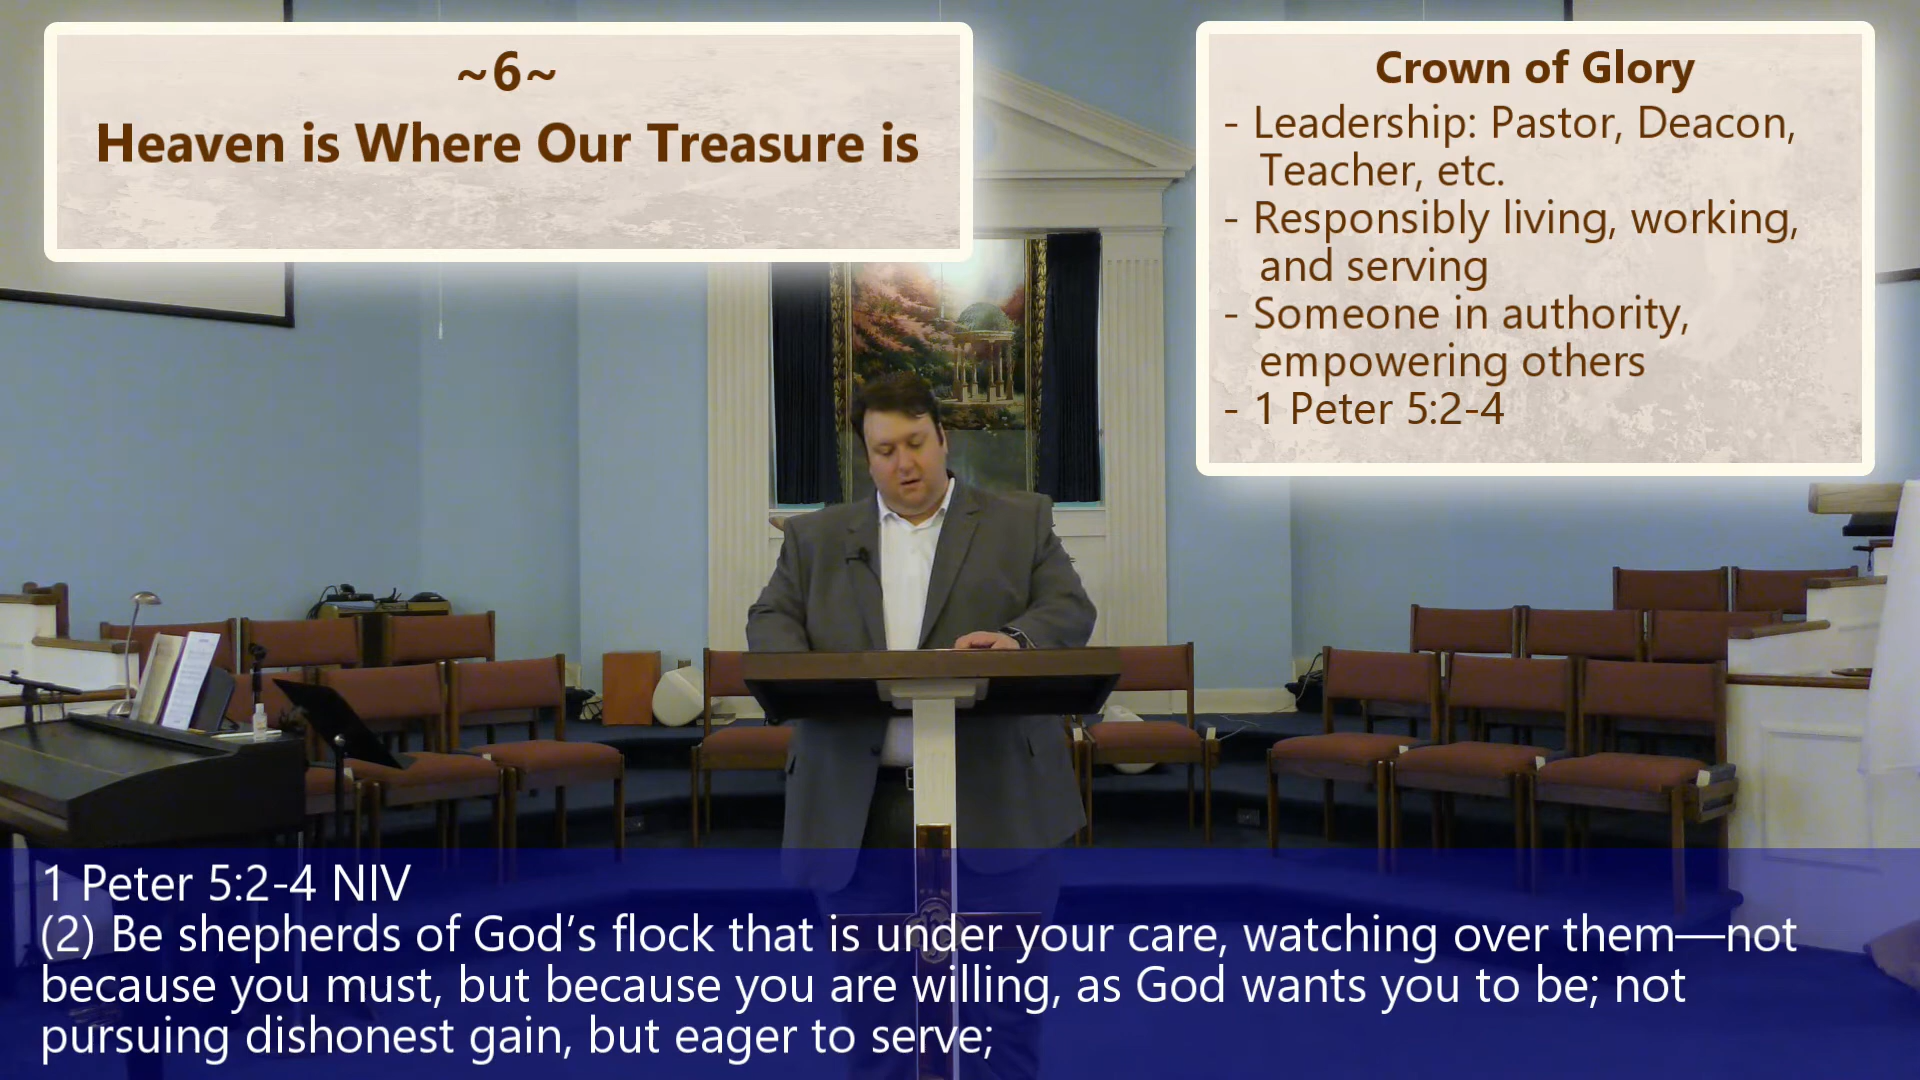 ~6~
Heaven is Where Our Treasure is
Crown of Glory
- Leadership: Pastor, Deacon,
Teacher, etc.
- Responsibly living, working,
and serving
- Someone in authority,
empowering others
- 1 Peter 5:2-4
1 Peter 5:2-4 NIV
(2) Be shepherds of God’s flock that is under your care, watching over them—not
because you must, but because you are willing, as God wants you to be; not
pursuing dishonest gain, but eager to serve;